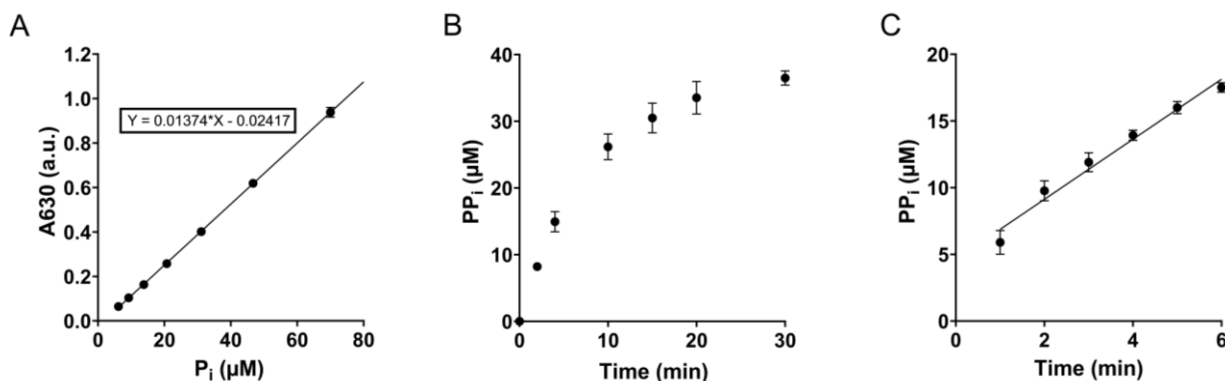 A
A630 (a.u.)
1.2
1.0
0.8
0.6
0.4
0.2
0.0
Y = 0.01374*X - 0.02417
0 20 40 60 80
Pi (µM)
B
PPi (µM)
40
30
20
10
0
0 10 20 30
Time (min)
C
PPi (µM)
20
15
10
5
0
0 2 4 6
Time (min)